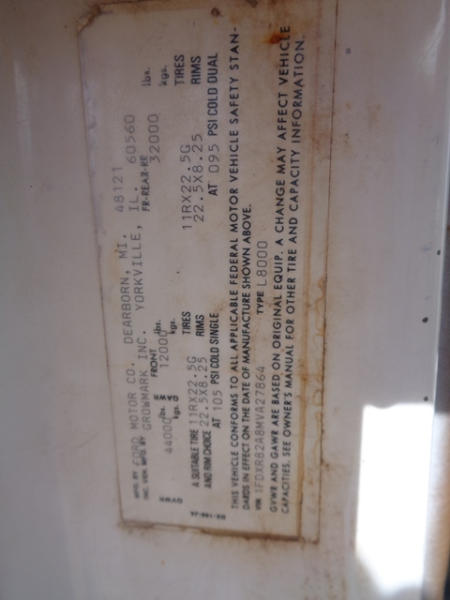 MFD. BY FORD MOTOR CO. DEARBORN, MI. 48121
INC. VEH. MFD. BY GROWMARK INC. YORKVILLE, IL. 60560
FRONT FR-REAR-RR
GVWR 44000 lbs. kgs. GAWR 12000 lbs. kgs. 32000 lbs. kgs.
A SUITABLE TIRE 11RX22.5G TIRES 11RX22.5G TIRES
AND RIM CHOICE 22.5X8.25 RIMS 22.5X8.25 RIMS
AT 105 PSI COLD SINGLE AT 095 PSI COLD DUAL
THIS VEHICLE CONFORMS TO ALL APPLICABLE FEDERAL MOTOR VEHICLE SAFETY STAN-
DARDS IN EFFECT ON THE DATE OF MANUFACTURE SHOWN ABOVE.
VIN 1FDXR82A8MVA27864 TYPE L8000
GVWR AND GAWR ARE BASED ON ORIGINAL EQUIP. A CHANGE MAY AFFECT VEHICLE
CAPACITIES. SEE OWNER'S MANUAL FOR OTHER TIRE AND CAPACITY INFORMATION.